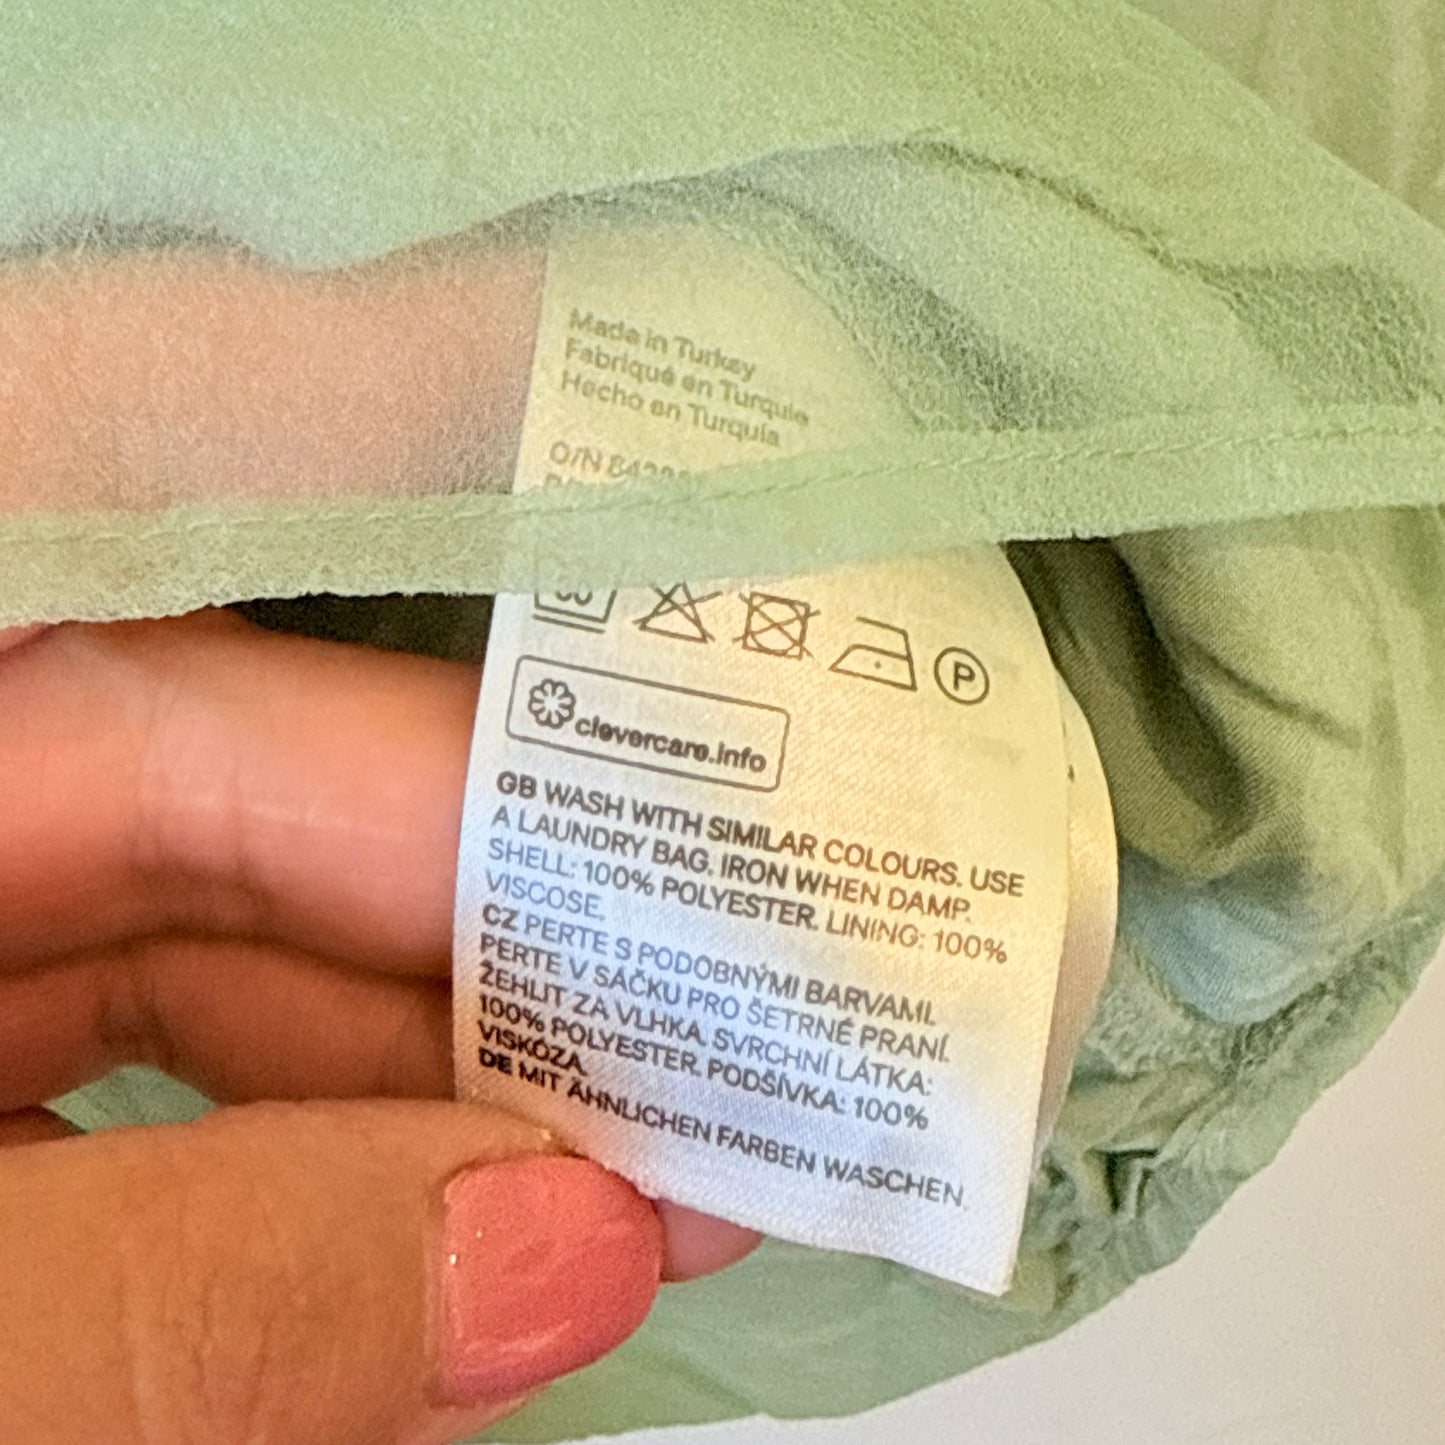 Made in Turkey
Fabriqué en Turquie
Hecho en Turquía
O/N
P
clevercare.info
GB WASH WITH SIMILAR COLOURS. USE
A LAUNDRY BAG. IRON WHEN DAMP.
SHELL: 100% POLYESTER. LINING: 100%
VISCOSE.
CZ PERTE S PODOBNÝMI BARVAMI.
PERTE V SÁČKU PRO ŠETRNÉ PRANÍ.
ŽEHLIT ZA VLHKA. SVRCHNÍ LÁTKA:
100% POLYESTER. PODŠÍVKA: 100%
VISKÓZA.
DE MIT ÄHNLICHEN FARBEN WASCHEN.